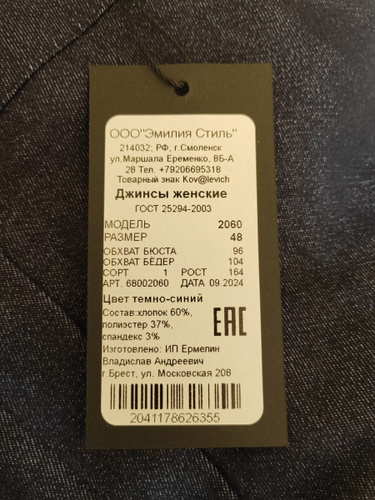 ООО"Эмилия Стиль"
214032; РФ, г.Смоленск
ул.Маршала Еременко, 8Б-А
28 Тел. +79206695318
Товарный знак Kov@levich
Джинсы женские
ГОСТ 25294-2003
МОДЕЛЬ 2060
РАЗМЕР 48
ОБХВАТ БЮСТА 96
ОБХВАТ БЁДЕР 104
СОРТ 1 РОСТ 164
АРТ. 68002060 ДАТА 09.2024
Цвет темно-синий
Состав:хлопок 60%,
полиэстер 37%,
спандекс 3%
EAC
Изготовлено: ИП Ермелин
Владислав Андреевич
г.Брест, ул. Московская 208
2041178626355